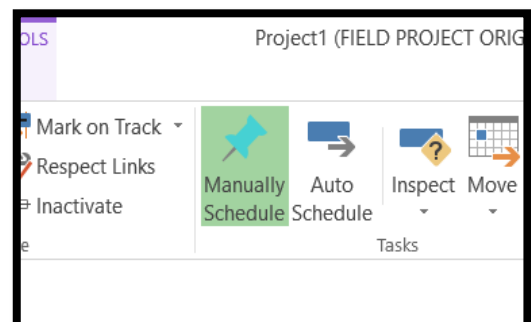 OLS
Project1 (FIELD PROJECT ORIG
Mark on Track
Respect Links
Inactivate
Manually
Schedule
Auto
Schedule
Inspect
Move
e
Tasks